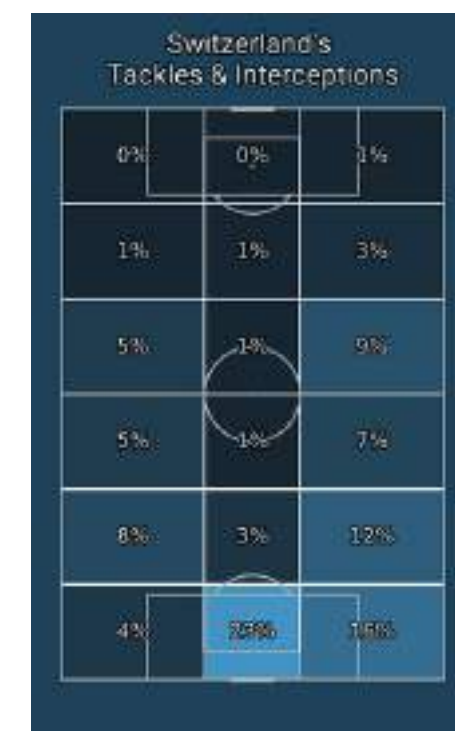 Switzerland's
Tackles & Interceptions
0% 0% 1%
1% 1% 3%
5% 1% 9%
5% 1% 7%
8% 3% 12%
4%